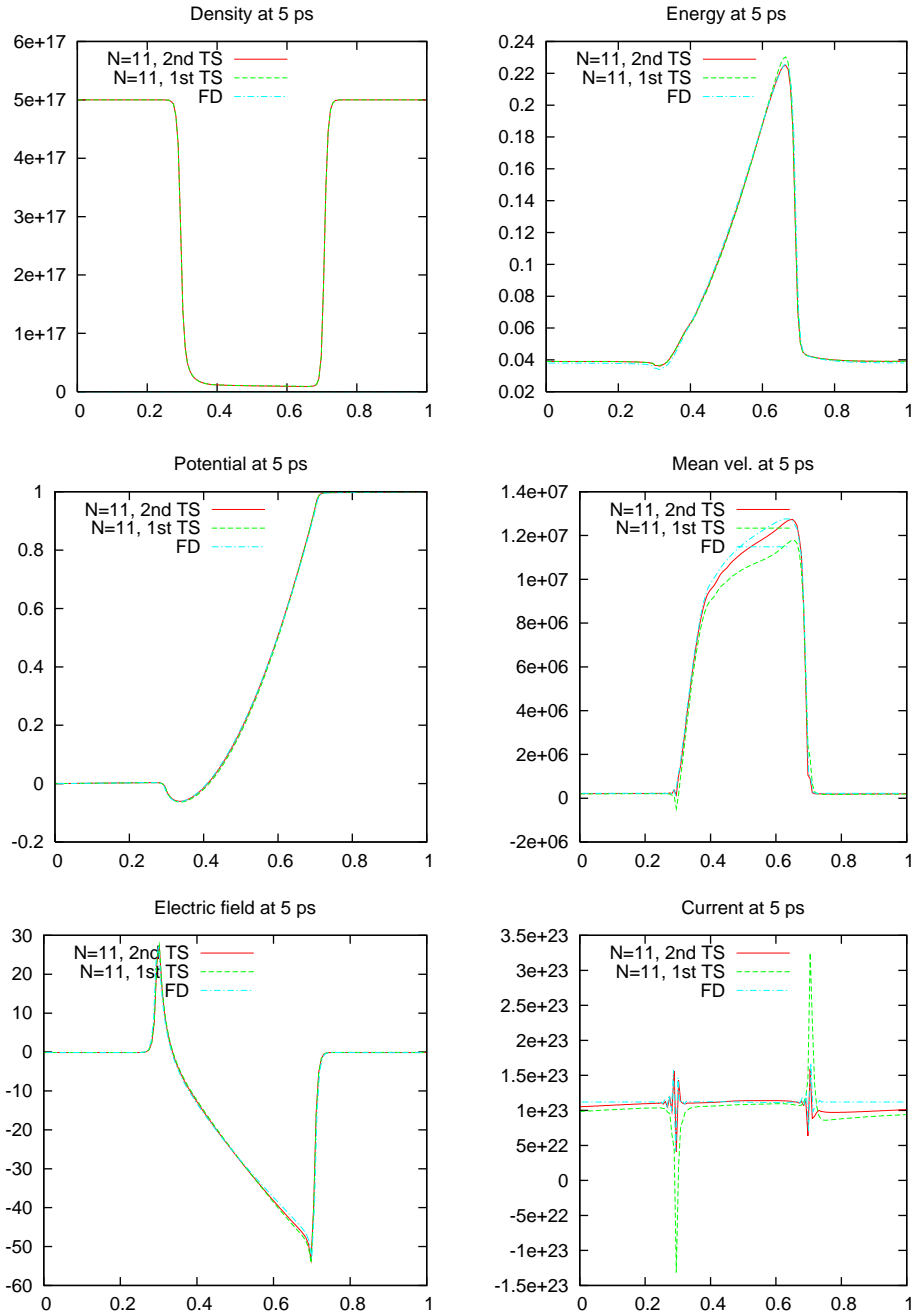 Density at 5 ps
6e+17
5e+17
4e+17
3e+17
2e+17
1e+17
0
0 0.2 0.4 0.6 0.8 1
N=11, 2nd TS
N=11, 1st TS
FD
Energy at 5 ps
0.24
0.22
0.2
0.18
0.16
0.14
0.12
0.1
0.08
0.06
0.04
0.02
0 0.2 0.4 0.6 0.8 1
N=11, 2nd TS
N=11, 1st TS
FD
Potential at 5 ps
1
0.8
0.6
0.4
0.2
0
-0.2
0 0.2 0.4 0.6 0.8 1
N=11, 2nd TS
N=11, 1st TS
FD
Mean vel. at 5 ps
1.4e+07
1.2e+07
1e+07
8e+06
6e+06
4e+06
2e+06
0
-2e+06
0 0.2 0.4 0.6 0.8 1
N=11, 2nd TS
N=11, 1st TS
FD
Electric field at 5 ps
30
20
10
0
-10
-20
-30
-40
-50
-60
0 0.2 0.4 0.6 0.8 1
N=11, 2nd TS
N=11, 1st TS
FD
Current at 5 ps
3.5e+23
3e+23
2.5e+23
2e+23
1.5e+23
1e+23
5e+22
0
-5e+22
-1e+23
-1.5e+23
0 0.2 0.4 0.6 0.8 1
N=11, 2nd TS
N=11, 1st TS
FD